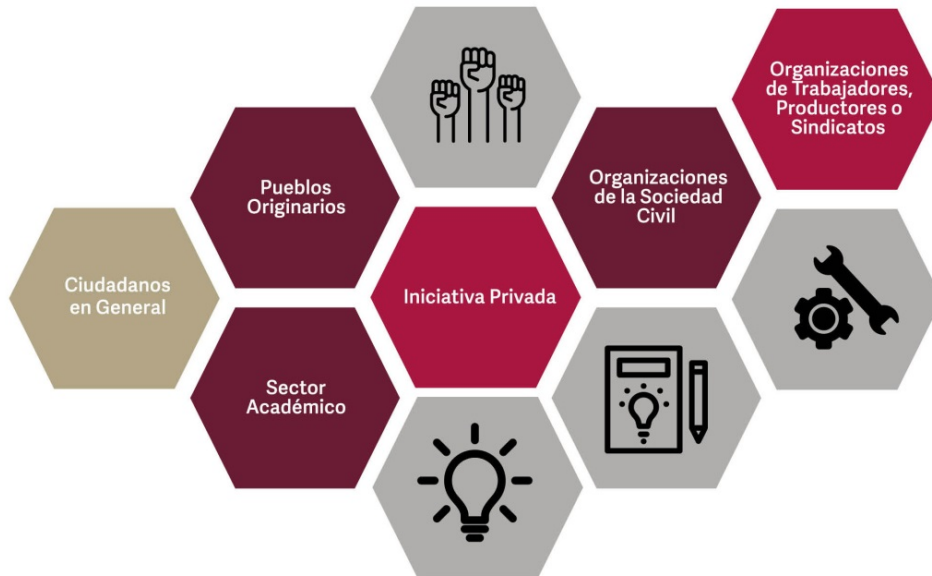 Organizaciones
de Trabajadores,
Productores o
Sindicatos
Pueblos
Originarios
Organizaciones
de la Sociedad
Civil
Ciudadanos
en General
Iniciativa Privada
Sector
Académico